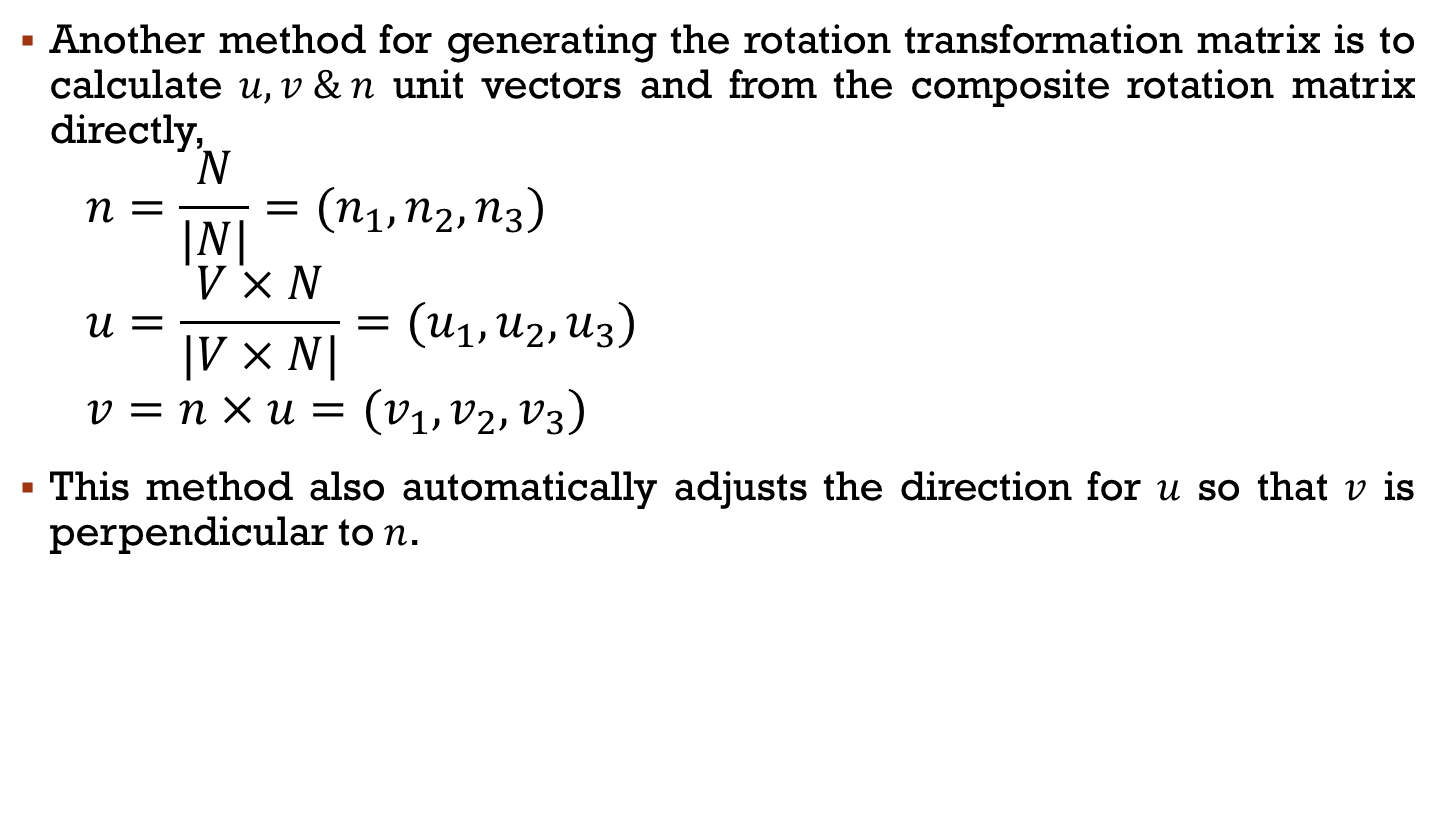 ▪ Another method for generating the rotation transformation matrix is to
calculate u, v & n unit vectors and from the composite rotation matrix
directly,
n = N / |N| = (n₁, n₂, n₃)
u = V × N / |V × N| = (u₁, u₂, u₃)
v = n × u = (v₁, v₂, v₃)
▪ This method also automatically adjusts the direction for u so that v is
perpendicular to n.